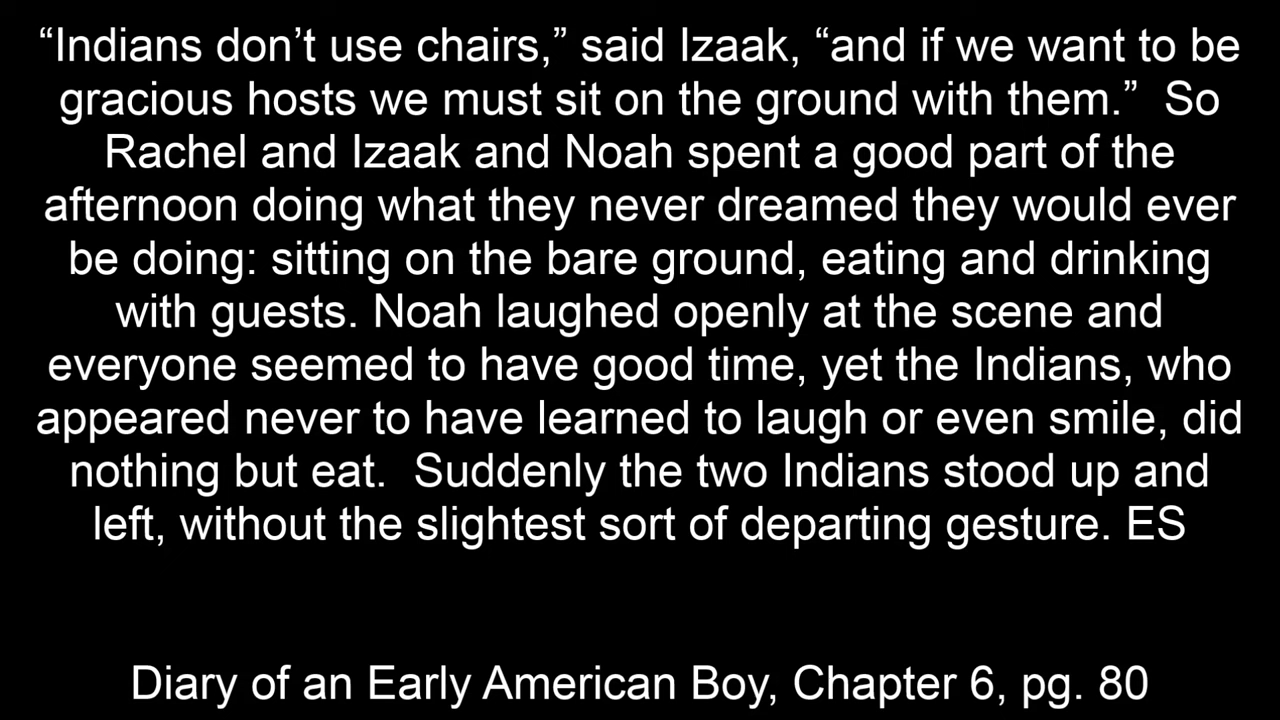 “Indians don’t use chairs,” said Izaak, “and if we want to be
gracious hosts we must sit on the ground with them.”  So
Rachel and Izaak and Noah spent a good part of the
afternoon doing what they never dreamed they would ever
be doing: sitting on the bare ground, eating and drinking
with guests. Noah laughed openly at the scene and
everyone seemed to have good time, yet the Indians, who
appeared never to have learned to laugh or even smile, did
nothing but eat.  Suddenly the two Indians stood up and
left, without the slightest sort of departing gesture. ES
Diary of an Early American Boy, Chapter 6, pg. 80